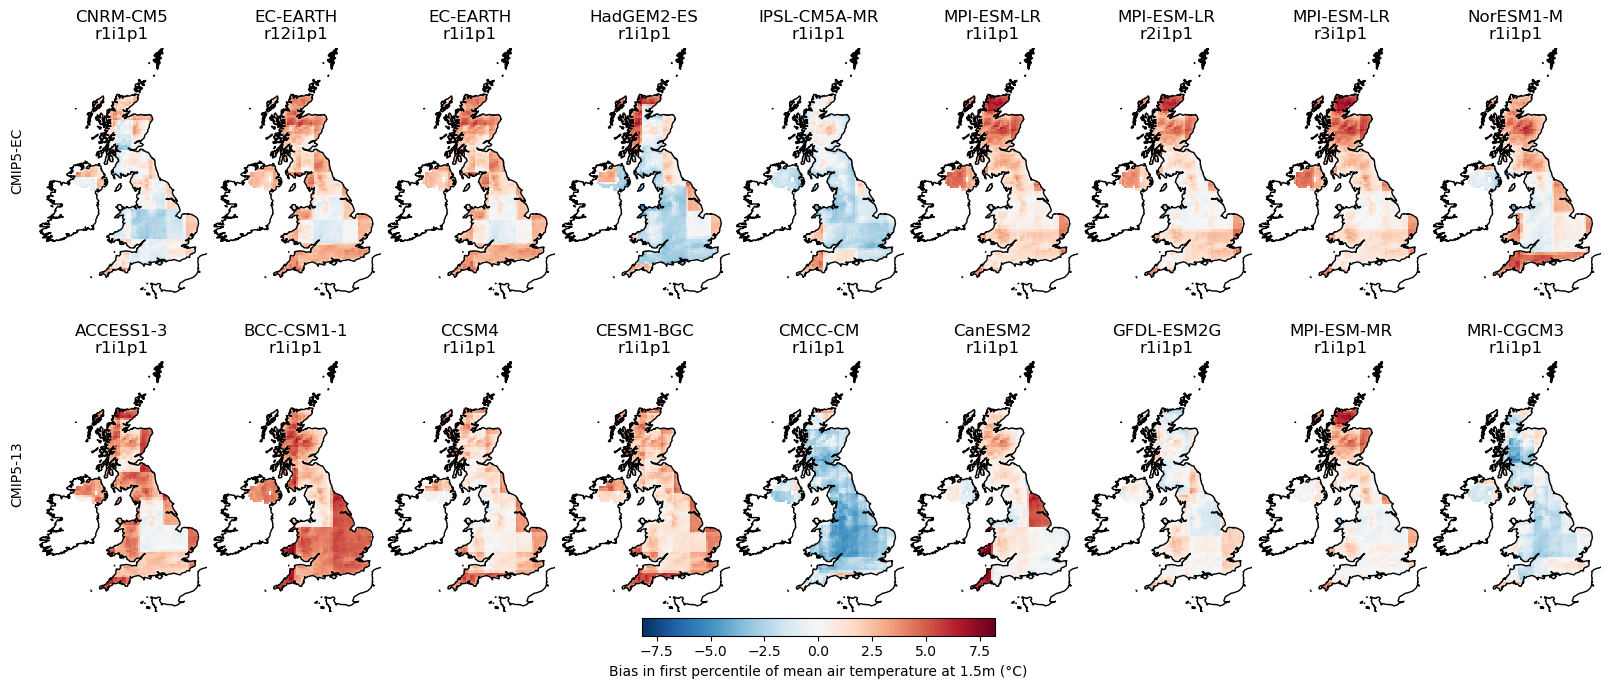 CNRM-CM5 EC-EARTH EC-EARTH HadGEM2-ES IPSL-CM5A-MR MPI-ESM-LR MPI-ESM-LR MPI-ESM-LR NorESM1-M
r1i1p1 r12i1p1 r1i1p1 r1i1p1 r1i1p1 r1i1p1 r2i1p1 r3i1p1 r1i1p1
CMIP5-EC
ACCESS1-3 BCC-CSM1-1 CCSM4 CESM1-BGC CMCC-CM CanESM2 GFDL-ESM2G MPI-ESM-MR MRI-CGCM3
r1i1p1 r1i1p1 r1i1p1 r1i1p1 r1i1p1 r1i1p1 r1i1p1 r1i1p1 r1i1p1
CMIP5-13
−7.5 −5.0 −2.5 0.0 2.5 5.0 7.5
Bias in first percentile of mean air temperature at 1.5m (°C)